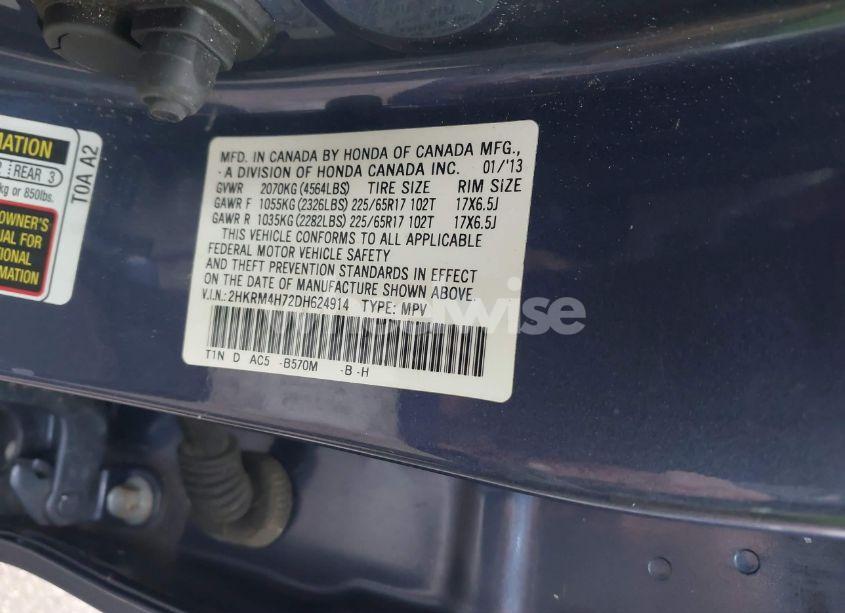 MATION
REAR 3
kg or 850lbs.
OWNER'S
UAL FOR
TIONAL
RMATION
T0A A2
MFD. IN CANADA BY HONDA OF CANADA MFG.,
A DIVISION OF HONDA CANADA INC. 01/'13
GVWR 2070KG (4564LBS) TIRE SIZE RIM SIZE
GAWR F 1055KG (2326LBS) 225/65R17 102T 17X6.5J
GAWR R 1035KG (2282LBS) 225/65R17 102T 17X6.5J
THIS VEHICLE CONFORMS TO ALL APPLICABLE
FEDERAL MOTOR VEHICLE SAFETY
AND THEFT PREVENTION STANDARDS IN EFFECT
ON THE DATE OF MANUFACTURE SHOWN ABOVE.
V.I.N.: 2HKRM4H72DH624914 TYPE: MPV
T1N D AC5 -B570M -B -H